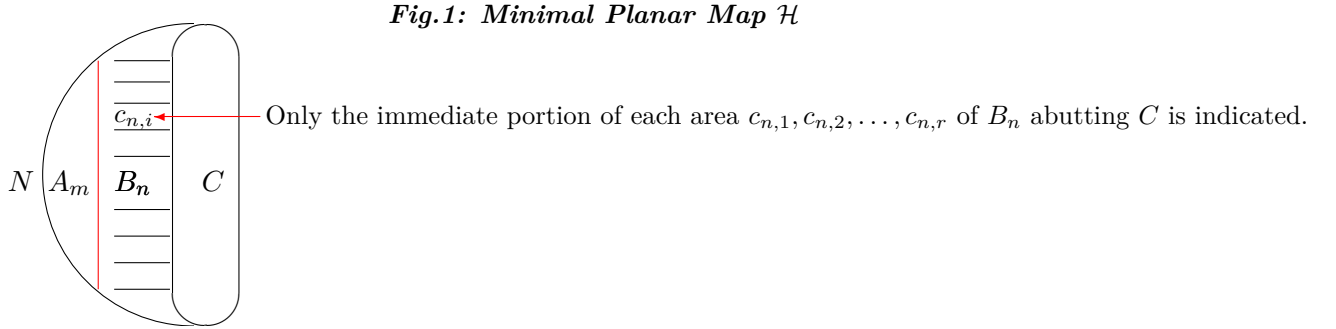 Fig.1: Minimal Planar Map ℋ
c_{n,i}
Only the immediate portion of each area c_{n,1}, c_{n,2}, . . . , c_{n,r} of B_n abutting C is indicated.
N A_m B_n C